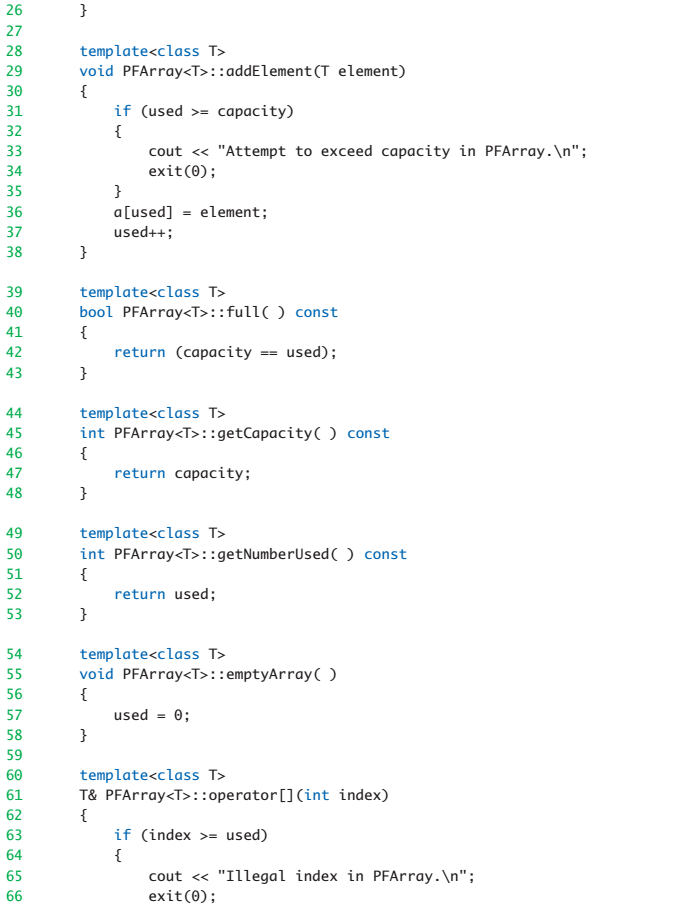 26 }
27
28 template<class T>
29 void PFArray<T>::addElement(T element)
30 {
31 if (used >= capacity)
32 {
33 cout << "Attempt to exceed capacity in PFArray.\n";
34 exit(0);
35 }
36 a[used] = element;
37 used++;
38 }
39 template<class T>
40 bool PFArray<T>::full( ) const
41 {
42 return (capacity == used);
43 }
44 template<class T>
45 int PFArray<T>::getCapacity( ) const
46 {
47 return capacity;
48 }
49 template<class T>
50 int PFArray<T>::getNumberUsed( ) const
51 {
52 return used;
53 }
54 template<class T>
55 void PFArray<T>::emptyArray( )
56 {
57 used = 0;
58 }
59
60 template<class T>
61 T& PFArray<T>::operator[](int index)
62 {
63 if (index >= used)
64 {
65 cout << "Illegal index in PFArray.\n";
66 exit(0);